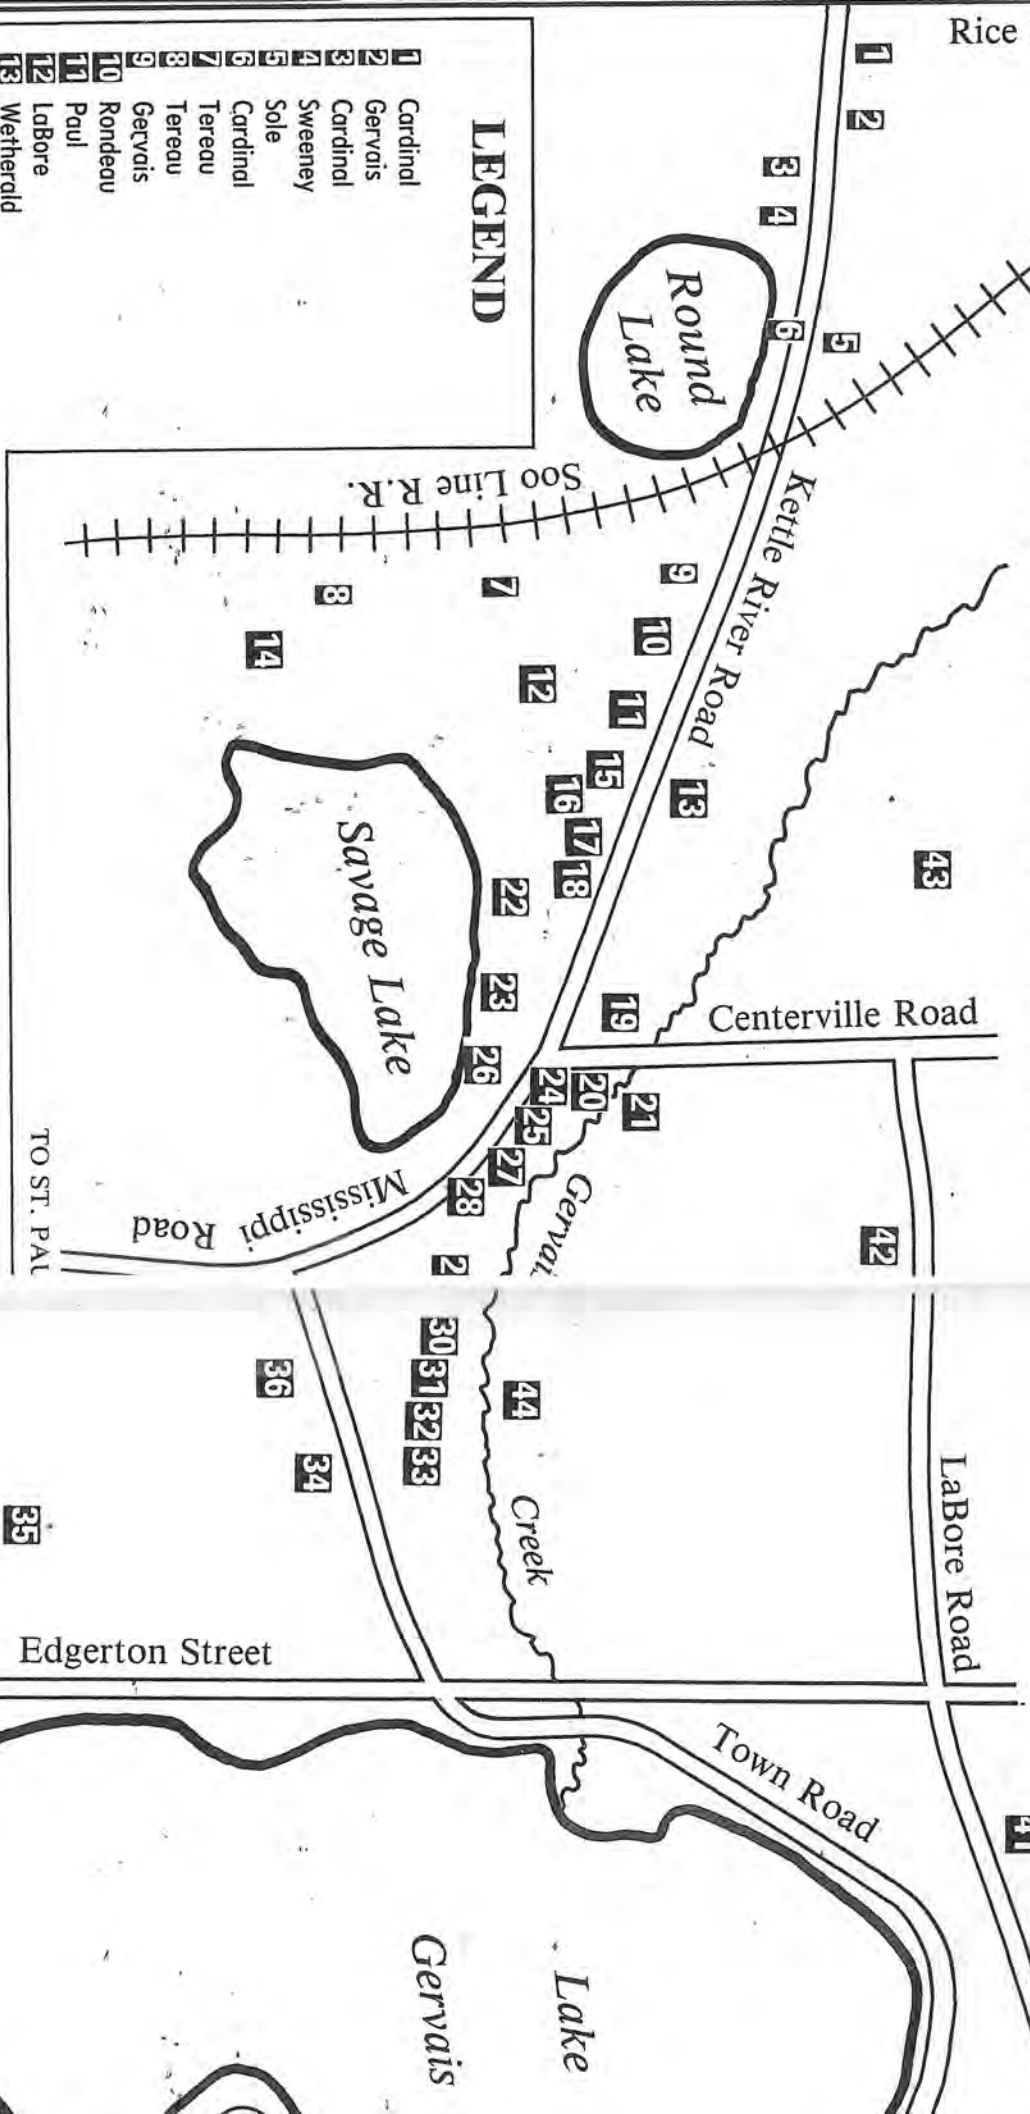 Rice
LEGEND
1 Cardinal
2 Gervais
3 Cardinal
4 Sweeney
5 Sole
6 Cardinal
7 Tereau
8 Tereau
9 Gervais
10 Rondeau
11 Paul
12 LaBore
13 Wetherald
1
2
3
4
Round
Lake
6
5
Soo Line R.R.
Kettle River Road
9
7
8
10
14
12
11
15
16
13
17
18
43
22
Savage Lake
23
19
Centerville Road
26
24
20
21
25
27
28
Mississippi
Road
TO ST. PAU
Gervai
42
2
30
31
32
33
36
34
35
44
Creek
LaBore Road
Edgerton Street
Town Road
41
Lake
Gervais